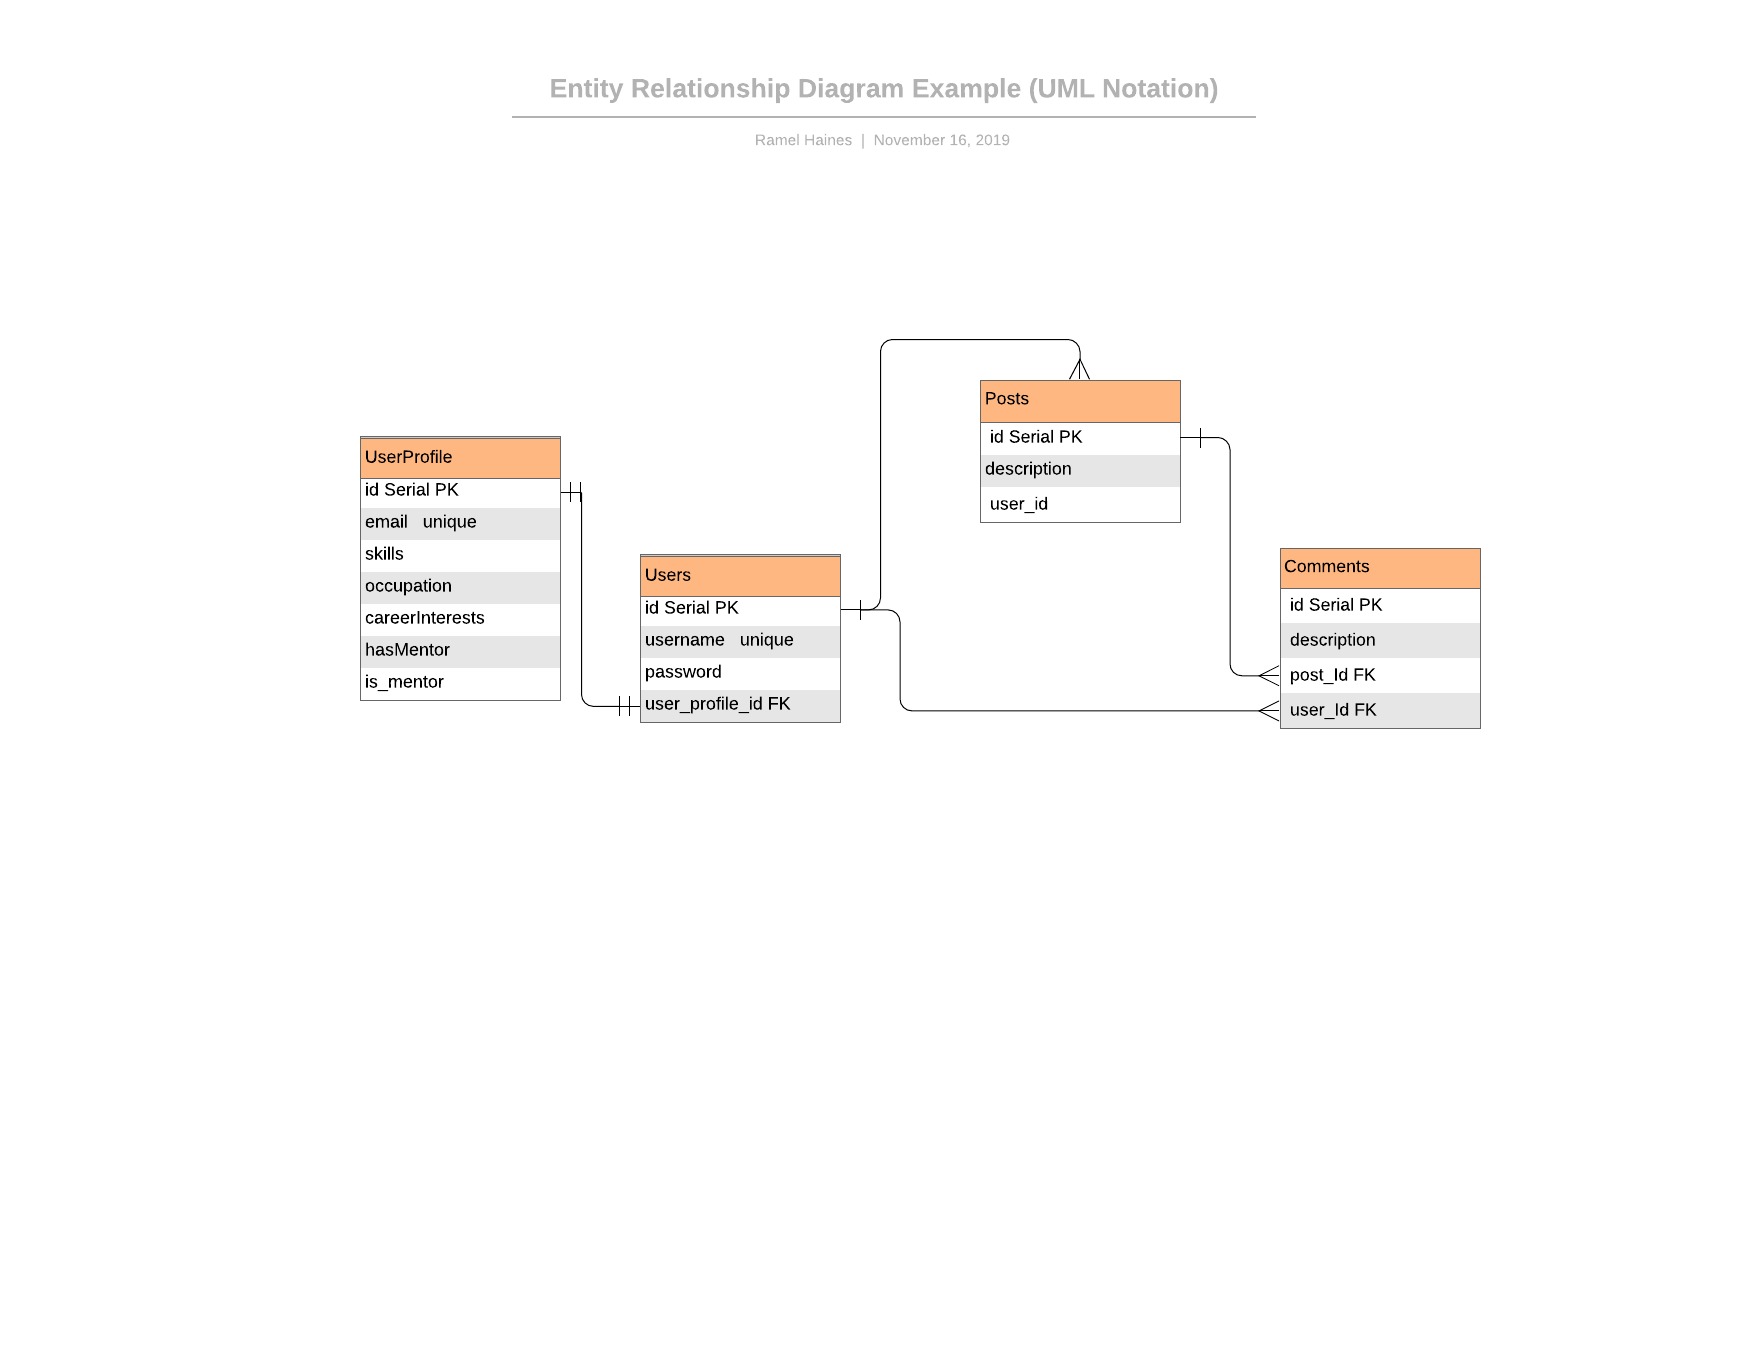 Entity Relationship Diagram Example (UML Notation)
Ramel Haines | November 16, 2019
UserProfile
id Serial PK
email unique
skills
occupation
careerInterests
hasMentor
is_mentor
Users
id Serial PK
username unique
password
user_profile_id FK
Posts
id Serial PK
description
user_id
Comments
id Serial PK
description
post_Id FK
user_Id FK